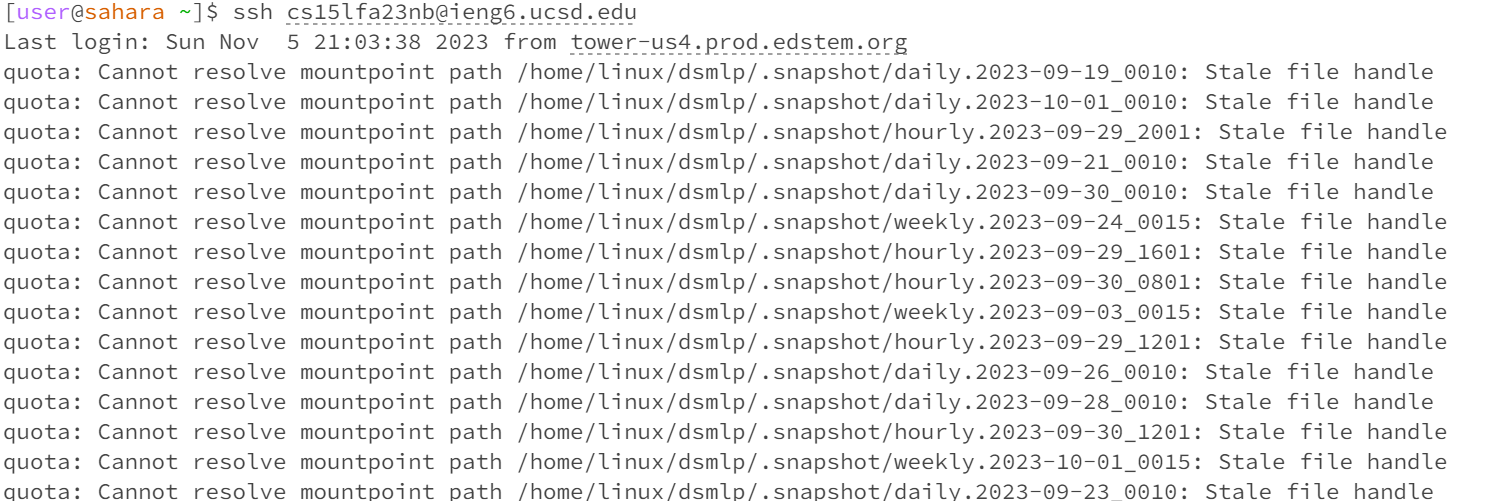 [user@sahara ~]$ ssh cs15lfa23nb@ieng6.ucsd.edu
Last login: Sun Nov  5 21:03:38 2023 from tower-us4.prod.edstem.org
quota: Cannot resolve mountpoint path /home/linux/dsmlp/.snapshot/daily.2023-09-19_0010: Stale file handle
quota: Cannot resolve mountpoint path /home/linux/dsmlp/.snapshot/daily.2023-10-01_0010: Stale file handle
quota: Cannot resolve mountpoint path /home/linux/dsmlp/.snapshot/hourly.2023-09-29_2001: Stale file handle
quota: Cannot resolve mountpoint path /home/linux/dsmlp/.snapshot/daily.2023-09-21_0010: Stale file handle
quota: Cannot resolve mountpoint path /home/linux/dsmlp/.snapshot/daily.2023-09-30_0010: Stale file handle
quota: Cannot resolve mountpoint path /home/linux/dsmlp/.snapshot/weekly.2023-09-24_0015: Stale file handle
quota: Cannot resolve mountpoint path /home/linux/dsmlp/.snapshot/hourly.2023-09-29_1601: Stale file handle
quota: Cannot resolve mountpoint path /home/linux/dsmlp/.snapshot/hourly.2023-09-30_0801: Stale file handle
quota: Cannot resolve mountpoint path /home/linux/dsmlp/.snapshot/weekly.2023-09-03_0015: Stale file handle
quota: Cannot resolve mountpoint path /home/linux/dsmlp/.snapshot/hourly.2023-09-29_1201: Stale file handle
quota: Cannot resolve mountpoint path /home/linux/dsmlp/.snapshot/daily.2023-09-26_0010: Stale file handle
quota: Cannot resolve mountpoint path /home/linux/dsmlp/.snapshot/daily.2023-09-28_0010: Stale file handle
quota: Cannot resolve mountpoint path /home/linux/dsmlp/.snapshot/hourly.2023-09-30_1201: Stale file handle
quota: Cannot resolve mountpoint path /home/linux/dsmlp/.snapshot/weekly.2023-10-01_0015: Stale file handle
quota: Cannot resolve mountpoint path /home/linux/dsmlp/.snapshot/daily.2023-09-23_0010: Stale file handle